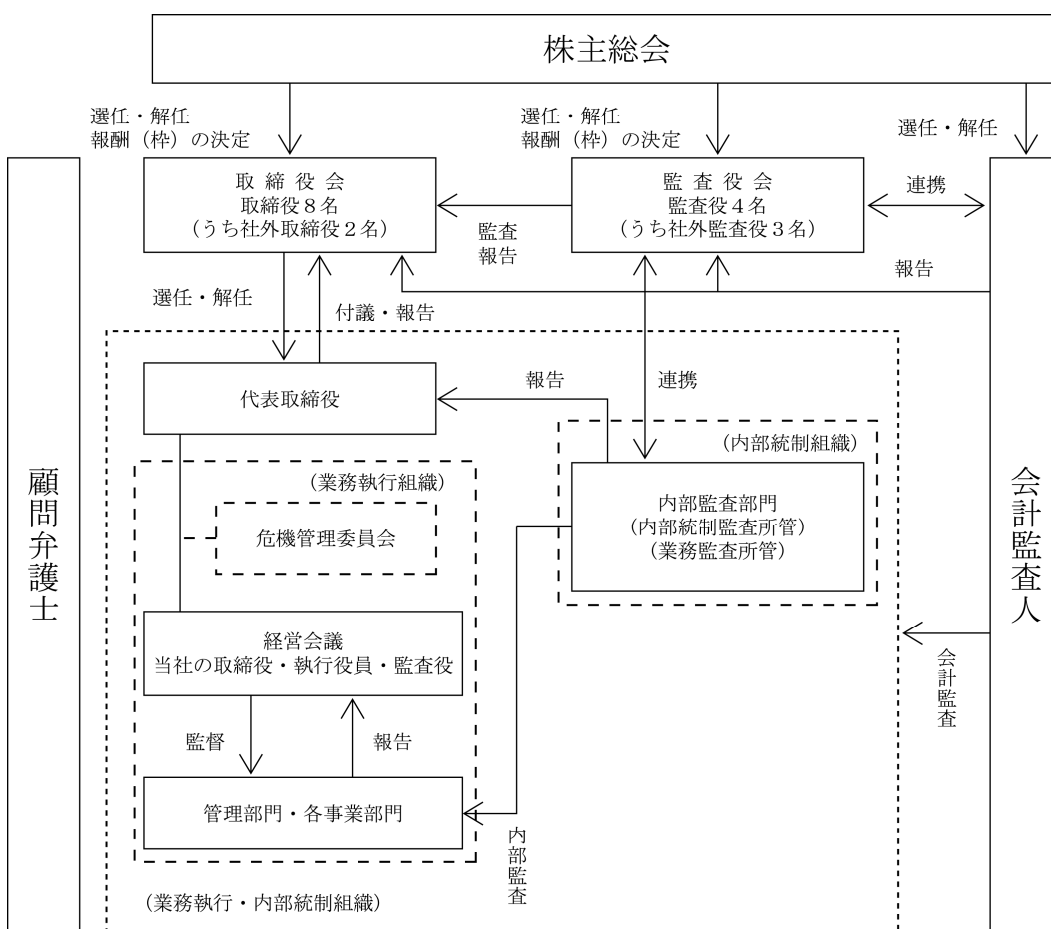 株主総会
選任・解任
報酬（枠）の決定
選任・解任
報酬（枠）の決定
選任・解任
取締役会
取締役８名
(うち社外取締役２名)
監査役会
監査役４名
(うち社外監査役３名)
連携
監査
報告
報告
選任・解任
付議・報告
代表取締役
報告
連携
(内部統制組織)
内部監査部門
(内部統制監査所管)
(業務監査所管)
(業務執行組織)
危機管理委員会
経営会議
当社の取締役・執行役員・監査役
監督
報告
管理部門・各事業部門
内部監査
会計監査
(業務執行・内部統制組織)
顧問弁護士
会計監査人